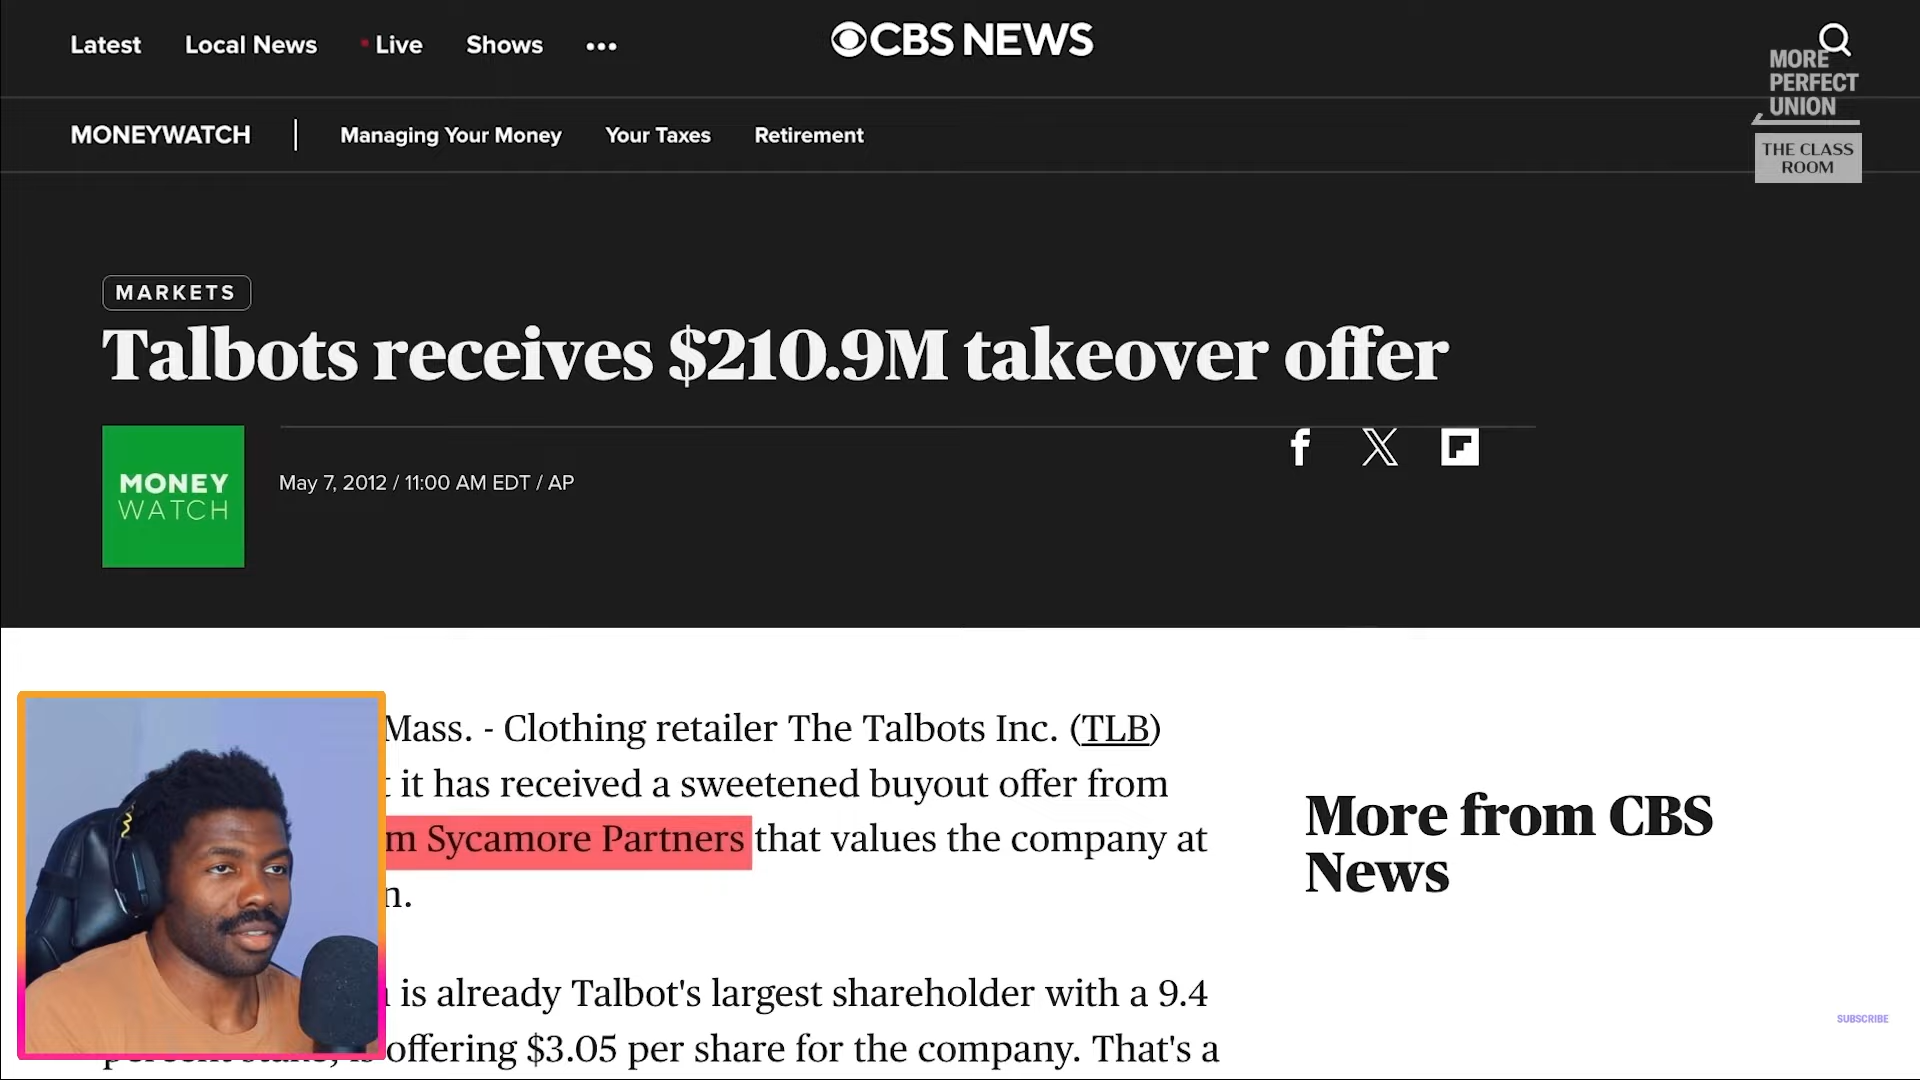 Latest Local News Live Shows •••
CBS NEWS
MORE
PERFECT
UNION
THE CLASS
ROOM
MONEYWATCH | Managing Your Money Your Taxes Retirement
MARKETS
Talbots receives $210.9M takeover offer
MONEY
WATCH
May 7, 2012 / 11:00 AM EDT / AP
Mass. - Clothing retailer The Talbots Inc. (TLB)
it has received a sweetened buyout offer from
m Sycamore Partners that values the company at
n.
is already Talbot's largest shareholder with a 9.4
offering $3.05 per share for the company. That's a
More from CBS
News
SUBSCRIBE